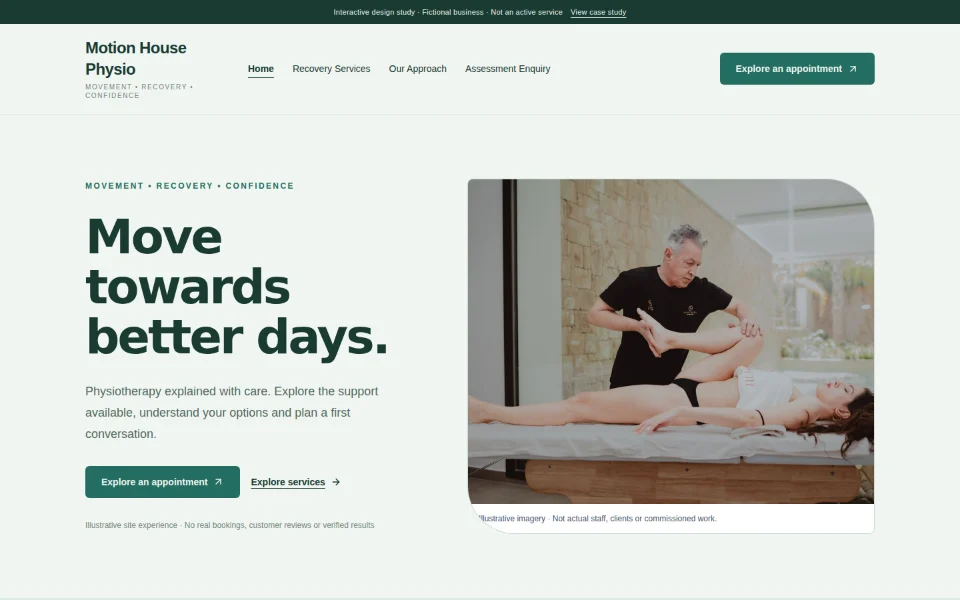 Interactive design study · Fictional business · Not an active service View case study
Motion House
Physio
MOVEMENT • RECOVERY •
CONFIDENCE
Home Recovery Services Our Approach Assessment Enquiry
Explore an appointment
MOVEMENT • RECOVERY • CONFIDENCE
Move
towards
better days.
Physiotherapy explained with care. Explore the support
available, understand your options and plan a first
conversation.
Explore an appointment Explore services
Illustrative site experience · No real bookings, customer reviews or verified results
Illustrative imagery · Not actual staff, clients or commissioned work.